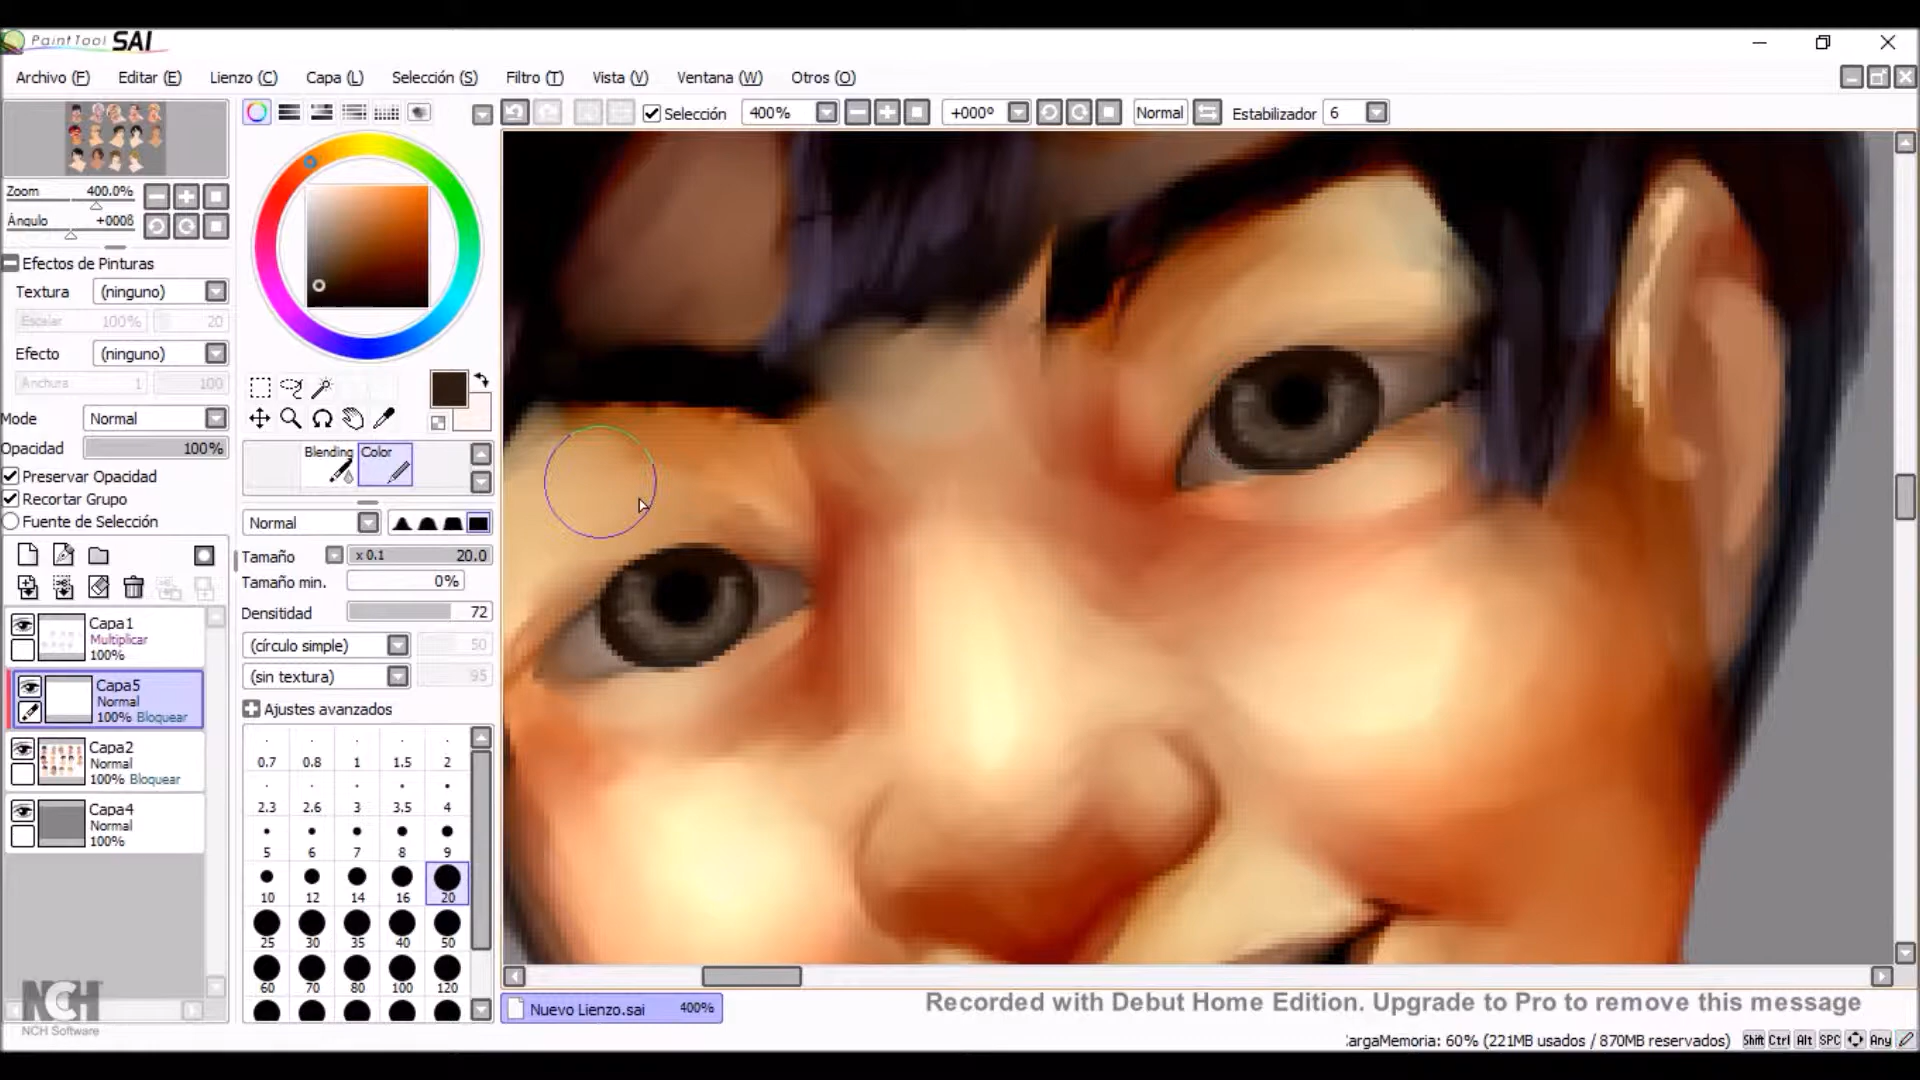 PaintTool SAI
Archivo (F) Editar (E) Lienzo (C) Capa (L) Selección (S) Filtro (T) Vista (V) Ventana (W) Otros (O)
Selección 400% +000º Normal Estabilizador 6
Zoom 400.0%
Ángulo +0008
Efectos de Pinturas
Textura (ninguno)
Escalar 100% 20
Efecto (ninguno)
Anchura 1 100
Mode Normal
Opacidad 100%
Preservar Opacidad
Recortar Grupo
Fuente de Selección
Capa1
Multiplicar
100%
Capa5
Normal
100% Bloquear
Capa2
Normal
100% Bloquear
Capa4
Normal
100%
NCH
NCH Software
Blending Color
Normal
Tamaño x 0.1 20.0
Tamaño min. 0%
Densitidad 72
(círculo simple) 50
(sin textura) 95
Ajustes avanzados
0.7 0.8 1 1.5 2
2.3 2.6 3 3.5 4
5 6 7 8 9
10 12 14 16 20
25 30 35 40 50
60 70 80 100 120
Nuevo Lienzo.sai 400%
Recorded with Debut Home Edition. Upgrade to Pro to remove this message
argaMemoria: 60% (221MB usados / 870MB reservados) Shift Ctrl Alt SPC Any